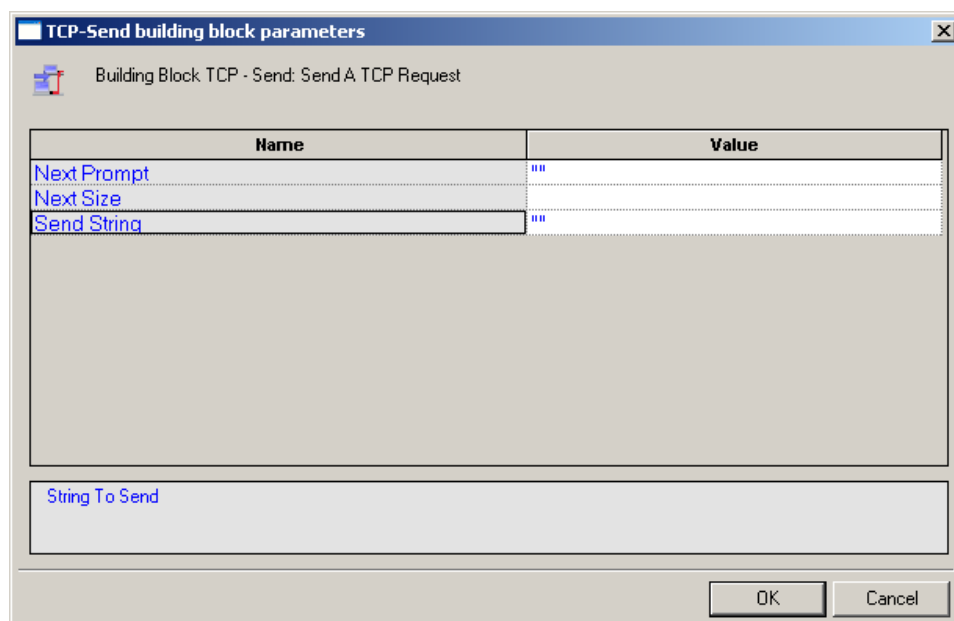 TCP-Send building block parameters
Building Block TCP - Send: Send A TCP Request
Name Value
Next Prompt ""
Next Size
Send String ""
String To Send
OK Cancel